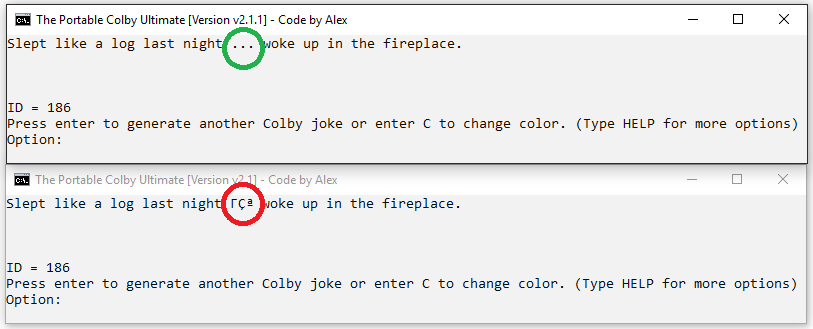 The Portable Colby Ultimate [Version v2.1.1] - Code by Alex
Slept like a log last night ... woke up in the fireplace.
ID = 186
Press enter to generate another Colby joke or enter C to change color. (Type HELP for more options)
Option:
The Portable Colby Ultimate [Version v2.1] - Code by Alex
Slept like a log last night ΓÇª woke up in the fireplace.
ID = 186
Press enter to generate another Colby joke or enter C to change color. (Type HELP for more options)
Option: